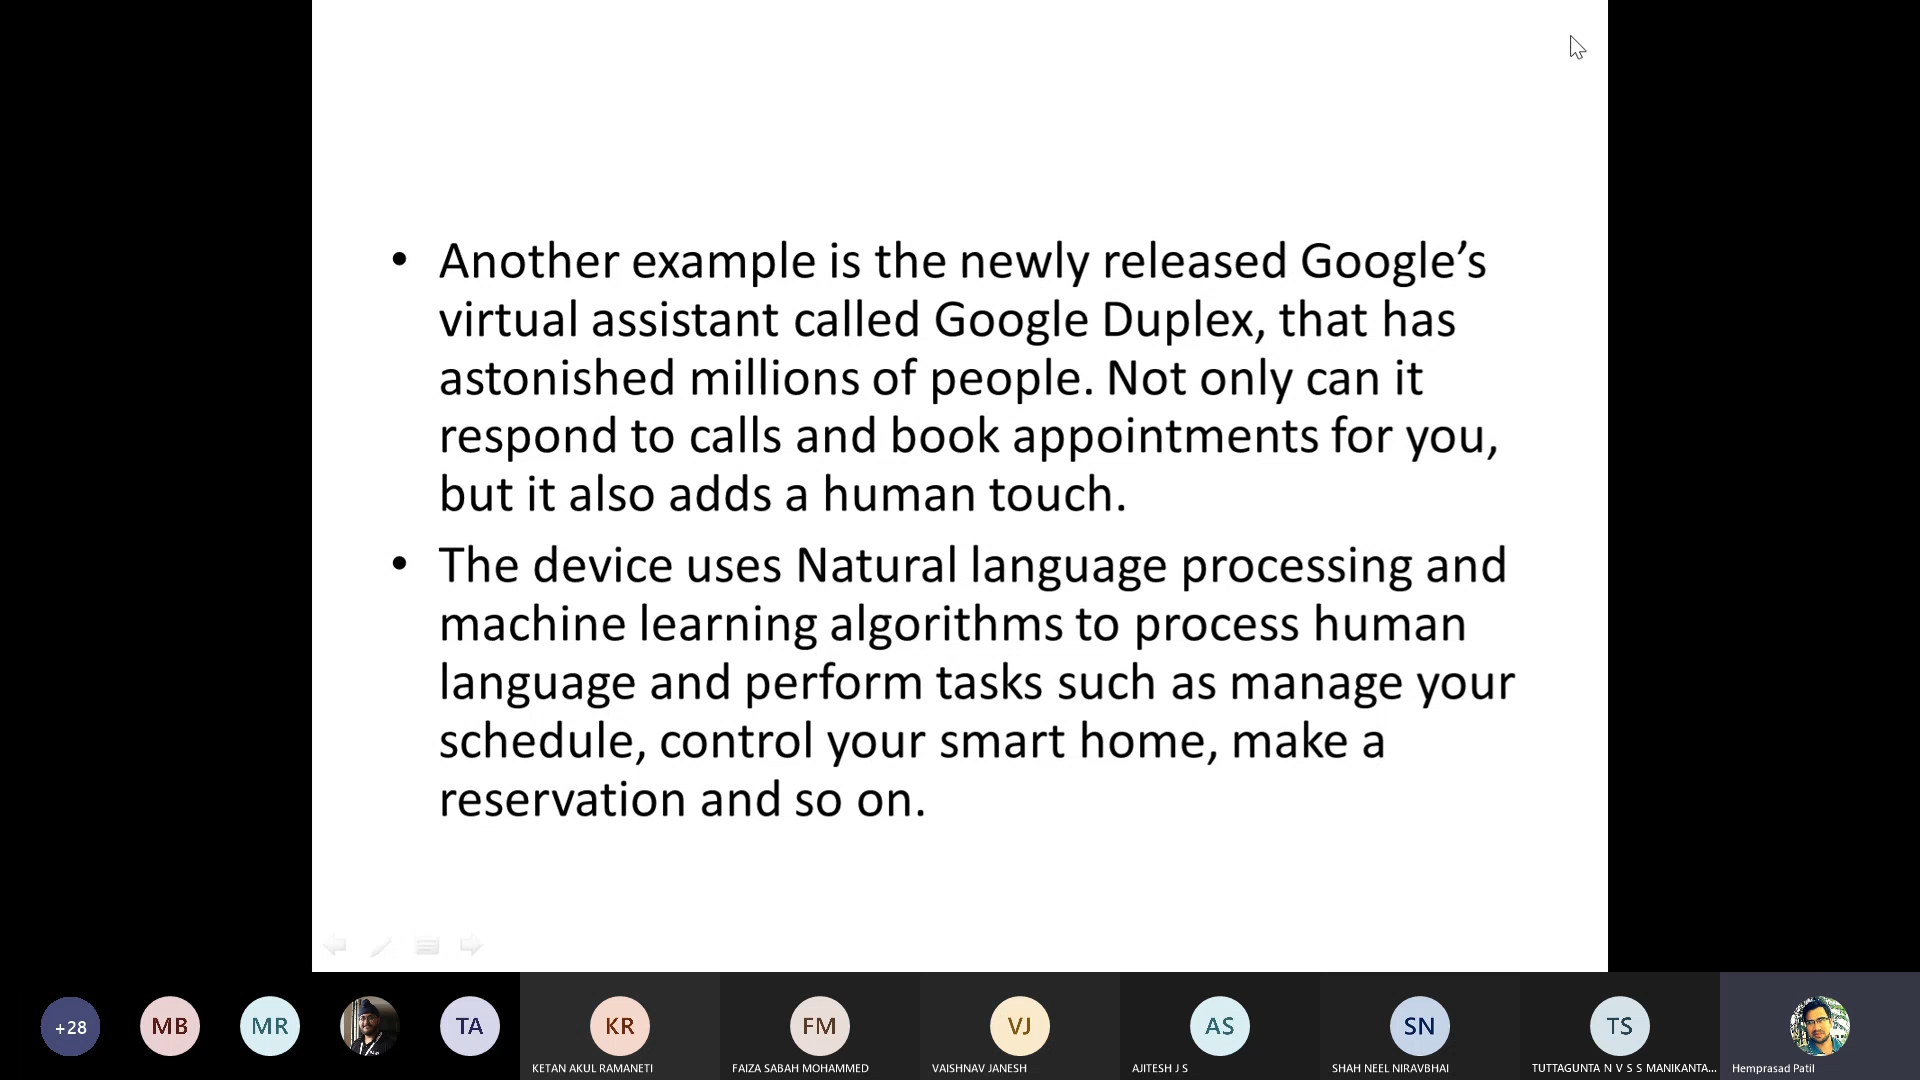 • Another example is the newly released Google’s
virtual assistant called Google Duplex, that has
astonished millions of people. Not only can it
respond to calls and book appointments for you,
but it also adds a human touch.
• The device uses Natural language processing and
machine learning algorithms to process human
language and perform tasks such as manage your
schedule, control your smart home, make a
reservation and so on.
+28
MB
MR
TA
KR
FM
VJ
AS
SN
TS
KETAN AKUL RAMANETI
FAIZA SABAH MOHAMMED
VAISHNAV JANESH
AJITESH J S
SHAH NEEL NIRAVBHAI
TUTTAGUNTA N V S S MANIKANTA...
Hemprasad Patil